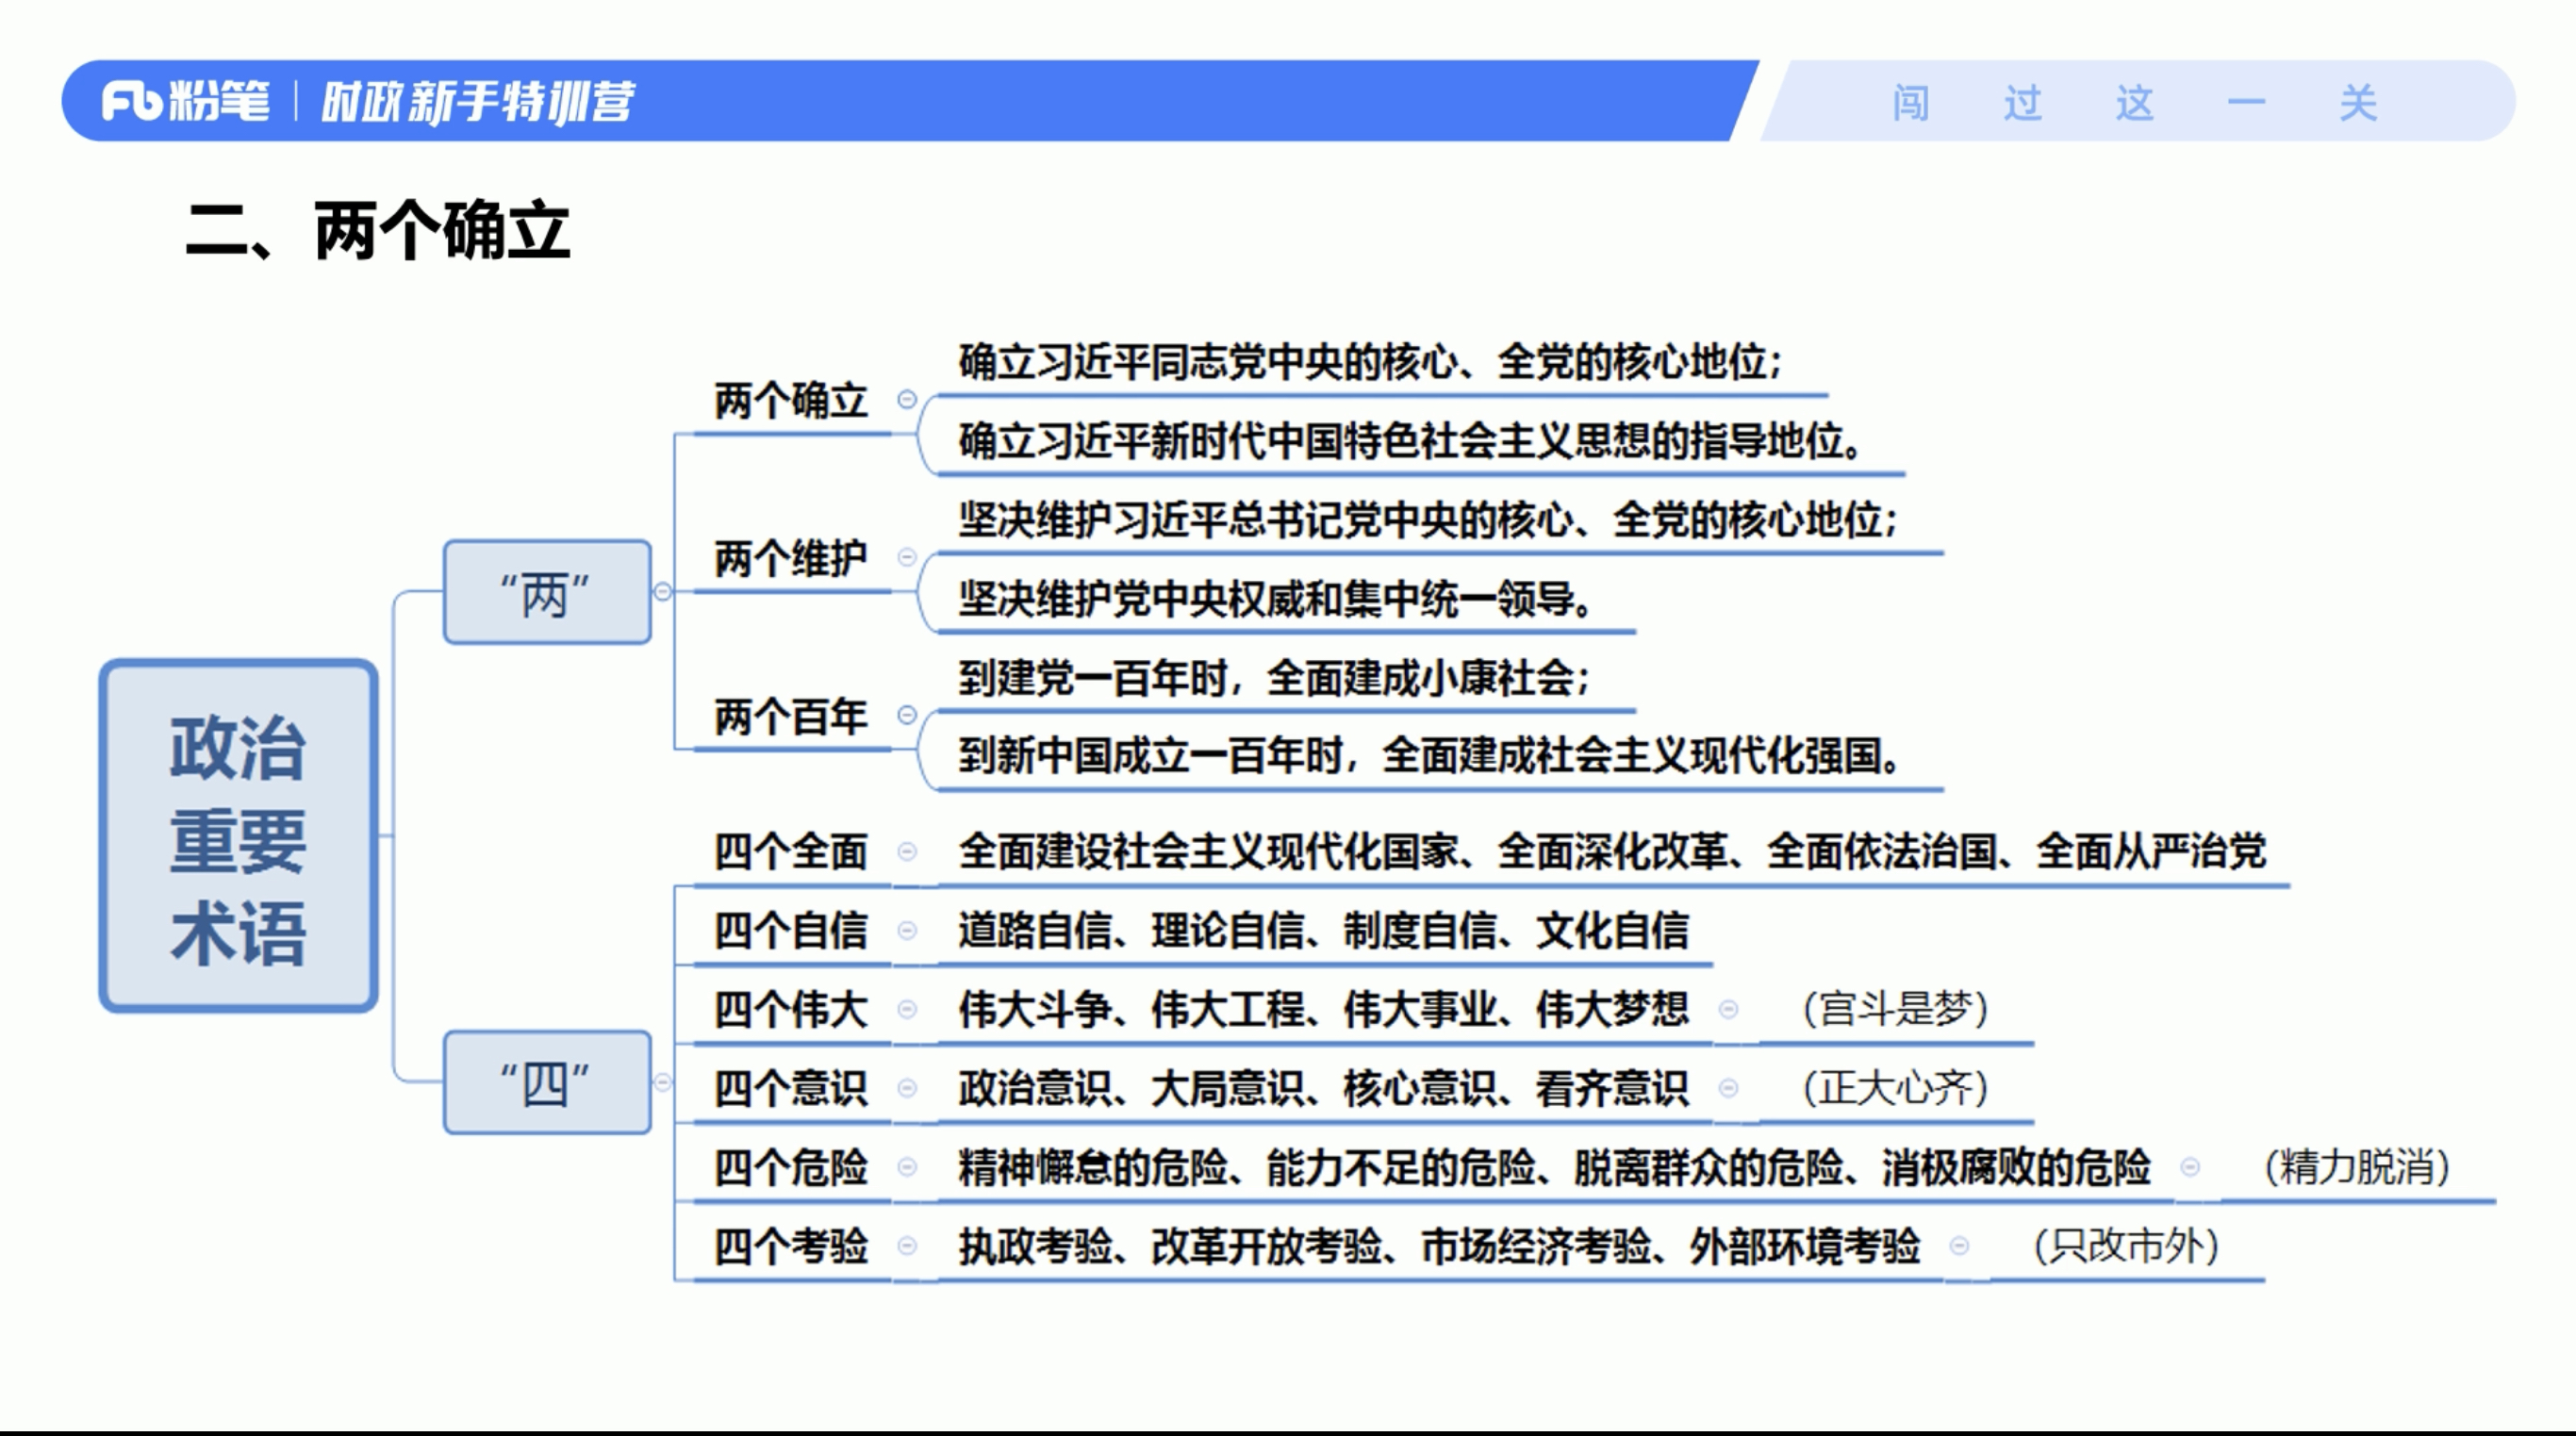 粉笔 | 时政新手特训营
闯过这一关
二、两个确立
政治
重要
术语
“两”
两个确立
确立习近平同志党中央的核心、全党的核心地位；
确立习近平新时代中国特色社会主义思想的指导地位。
两个维护
坚决维护习近平总书记党中央的核心、全党的核心地位；
坚决维护党中央权威和集中统一领导。
两个百年
到建党一百年时，全面建成小康社会；
到新中国成立一百年时，全面建成社会主义现代化强国。
“四”
四个全面 全面建设社会主义现代化国家、全面深化改革、全面依法治国、全面从严治党
四个自信 道路自信、理论自信、制度自信、文化自信
四个伟大 伟大斗争、伟大工程、伟大事业、伟大梦想 （宫斗是梦）
四个意识 政治意识、大局意识、核心意识、看齐意识 （正大心齐）
四个危险 精神懈怠的危险、能力不足的危险、脱离群众的危险、消极腐败的危险 （精力脱消）
四个考验 执政考验、改革开放考验、市场经济考验、外部环境考验 （只改市外）